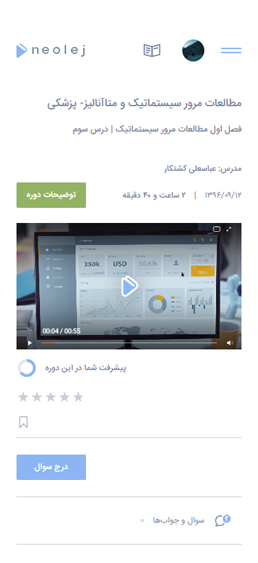 neolej
مطالعات مرور سیستماتیک و متاآنالیز- پزشکی
فصل اول مطالعات مرور سیستماتیک | درس سوم
مدرس: عباسعلی کشتکار
۱۳۹۶/۰۹/۱۲ | ۲ ساعت و ۴۰ دقیقه
توضیحات دوره
250k
USD
50.6%
00:04 / 00:55
پیشرفت شما در این دوره
درج سوال
سوال و جواب‌ها